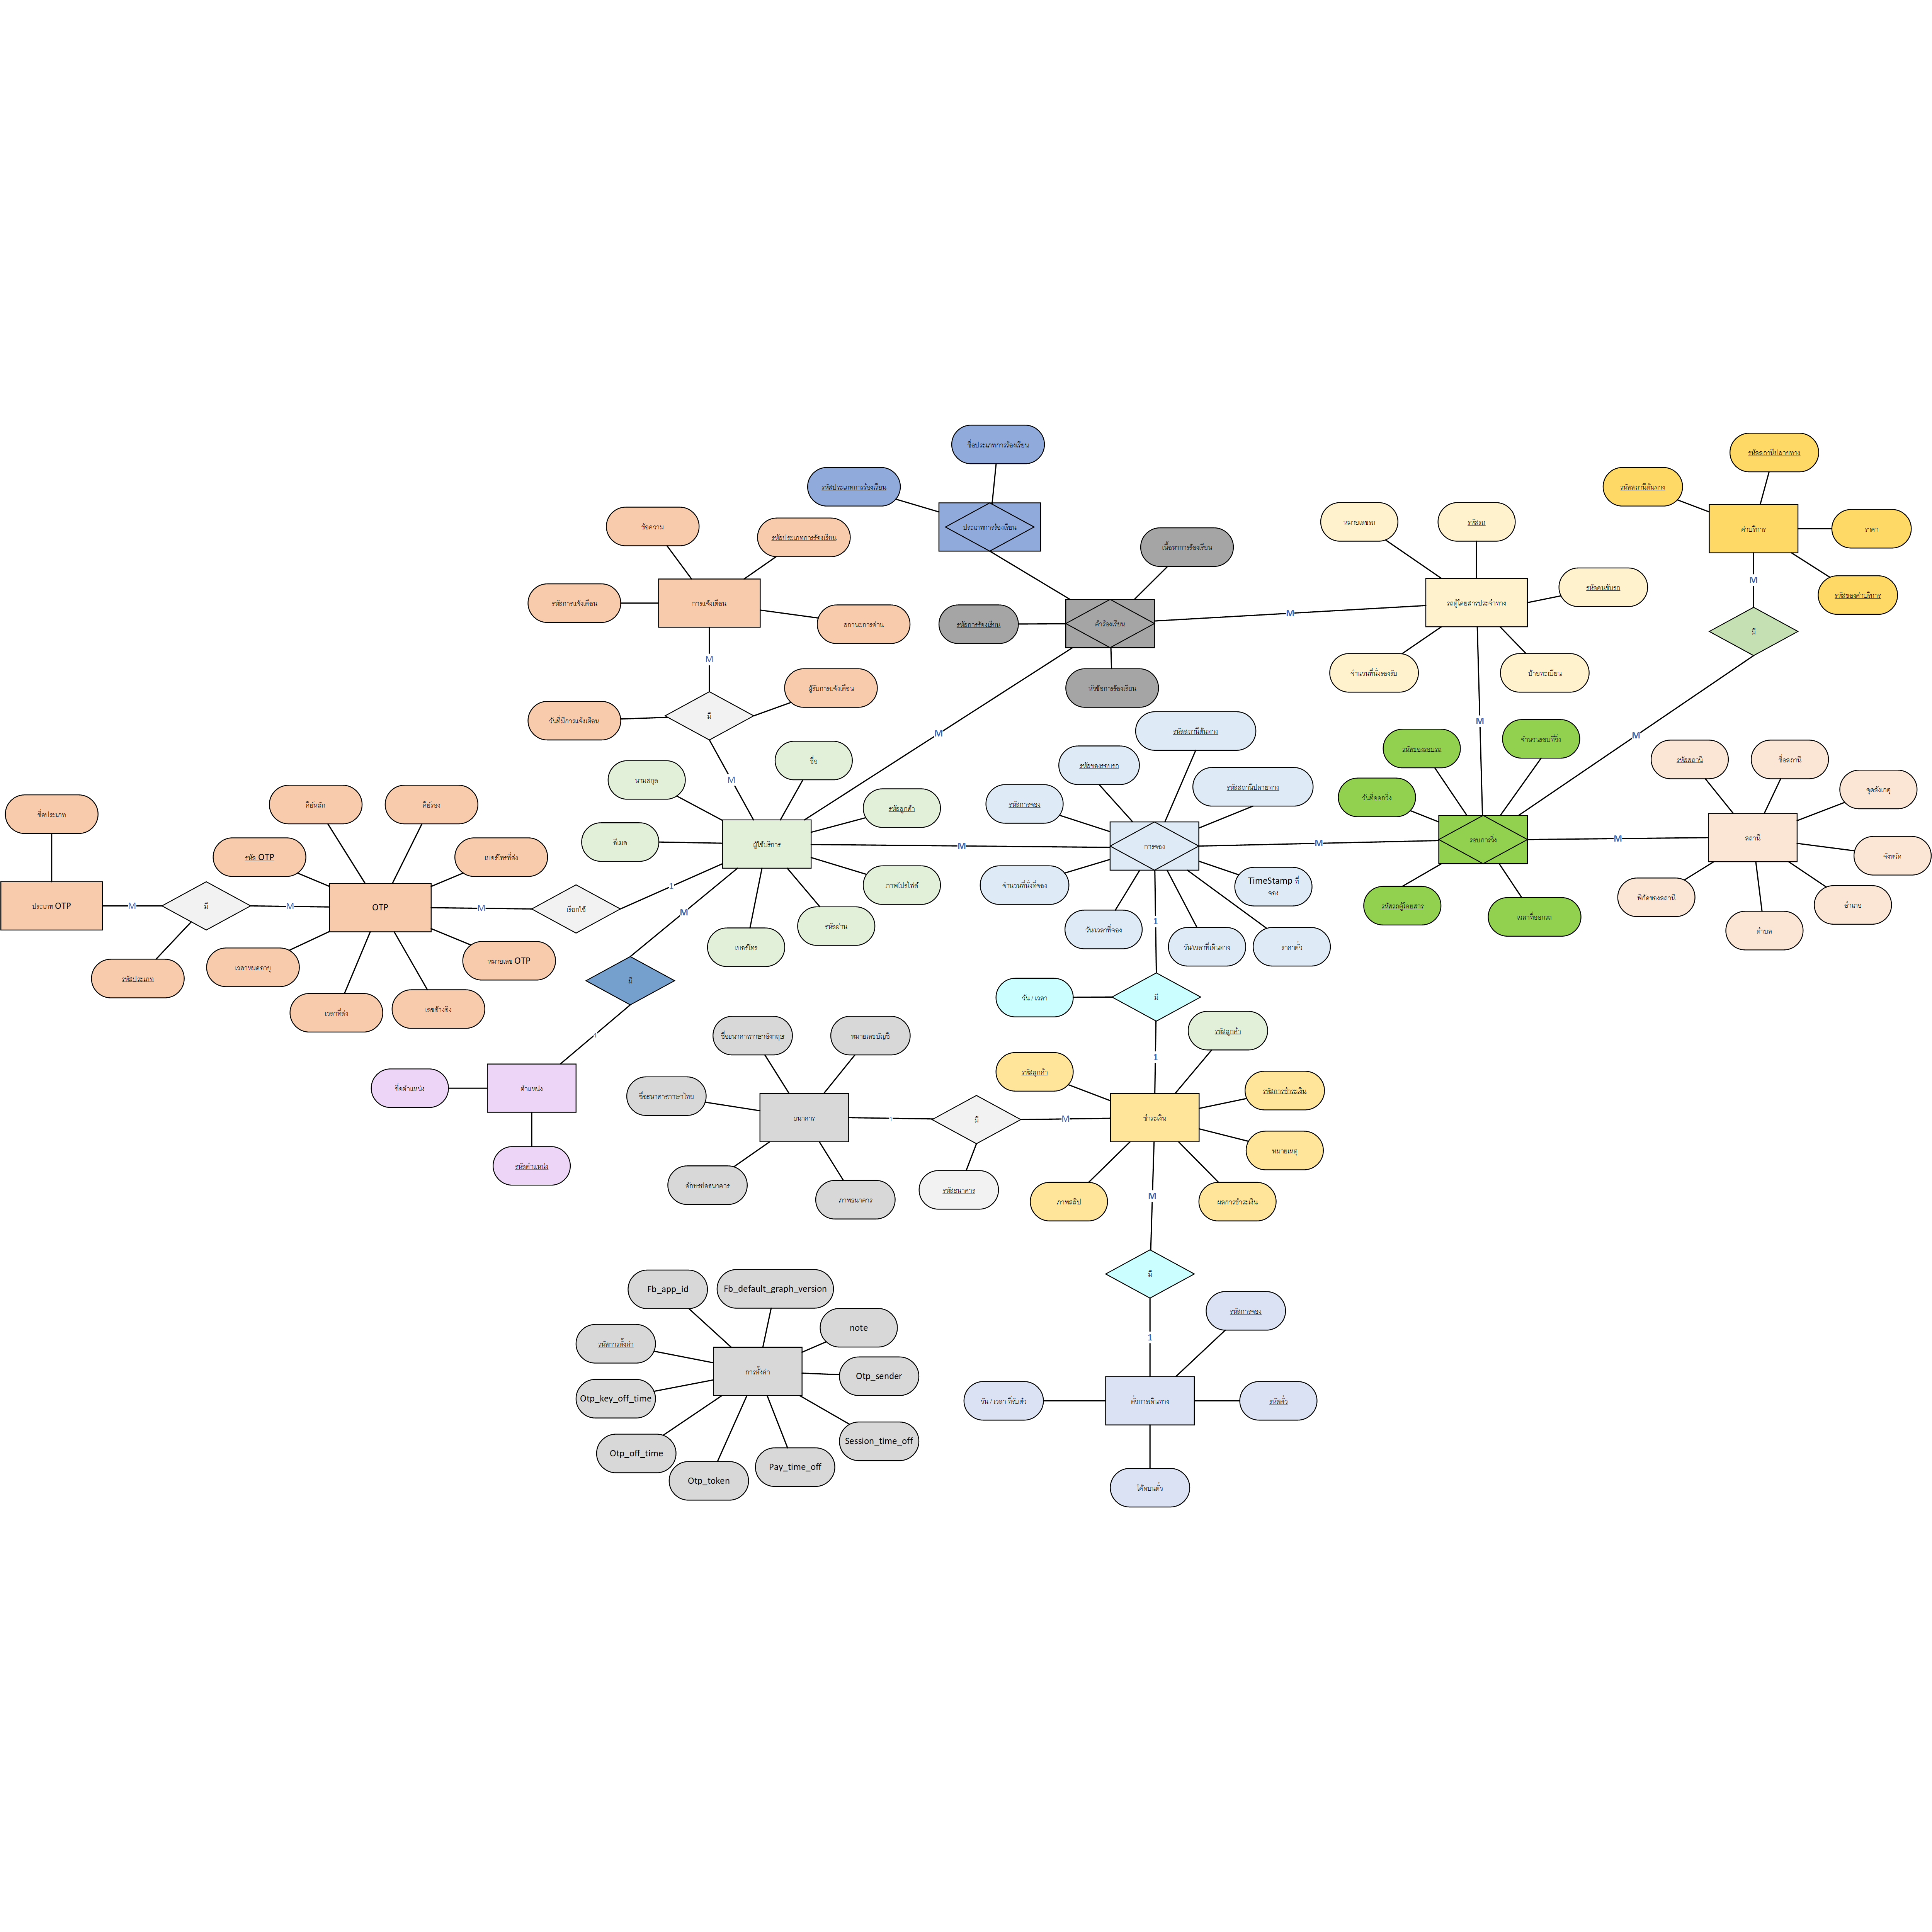 ชื่อประเภทการร้องเรียน
รหัสประเภทการร้องเรียน
ประเภทการร้องเรียน
รหัสสถานีปลายทาง
รหัสสถานีต้นทาง
ค่าบริการ
ราคา
รหัสของค่าบริการ
M
มี
M
ข้อความ
รหัสประเภทการร้องเรียน
รหัสการแจ้งเตือน
การแจ้งเตือน
สถานะการอ่าน
M
ผู้รับการแจ้งเตือน
วันที่มีการแจ้งเตือน
มี
M
เนื้อหาการร้องเรียน
รหัสการร้องเรียน
คำร้องเรียน
หัวข้อการร้องเรียน
M
M
หมายเลขรถ
รหัสรถ
รถตู้โดยสารประจำทาง
รหัสคนขับรถ
จำนวนที่นั่งรองรับ
ป้ายทะเบียน
M
รหัสของรอบรถ
จำนวนรอบที่วิ่ง
วันที่ออกวิ่ง
รอบการวิ่ง
รหัสรถตู้โดยสาร
เวลาที่ออกรถ
M
รหัสสถานี
ชื่อสถานี
จุดสังเกตุ
สถานี
จังหวัด
พิกัดของสถานี
ตำบล
อำเภอ
รหัสสถานีต้นทาง
รหัสของรอบรถ
รหัสสถานีปลายทาง
รหัสการจอง
การจอง
M
M
จำนวนที่นั่งที่จอง
TimeStamp ที่
จอง
วัน/เวลาที่จอง
วัน/เวลาที่เดินทาง
ราคาตั๋ว
1
ชื่อ
นามสกุล
รหัสลูกค้า
อีเมล
ผู้ใช้บริการ
ภาพโปรไฟล์
รหัสผ่าน
เบอร์โทร
1
M
ชื่อประเภท
ประเภท OTP
M
มี
M
รหัสประเภท
คีย์หลัก
คีย์รอง
รหัส OTP
เบอร์โทรที่ส่ง
OTP
M
เรียกใช้
เวลาหมดอายุ
หมายเลข OTP
เวลาที่ส่ง
เลขอ้างอิง
มี
ชื่อตำแหน่ง
ตำแหน่ง
รหัสตำแหน่ง
วัน / เวลา
มี
1
ชื่อธนาคารภาษาอังกฤษ
หมายเลขบัญชี
ชื่อธนาคารภาษาไทย
ธนาคาร
อักษรย่อธนาคาร
ภาพธนาคาร
มี
M
รหัสธนาคาร
รหัสลูกค้า
รหัสลูกค้า
รหัสการชำระเงิน
ชำระเงิน
หมายเหตุ
ภาพสลิป
ผลการชำระเงิน
M
มี
1
รหัสการจอง
วัน / เวลา ที่รับตั๋ว
ตั๋วการเดินทาง
รหัสตั๋ว
โค้ดบนตั๋ว
Fb_app_id
Fb_default_graph_version
note
รหัสการตั้งค่า
การตั้งค่า
Otp_sender
Otp_key_off_time
Session_time_off
Otp_off_time
Otp_token
Pay_time_off